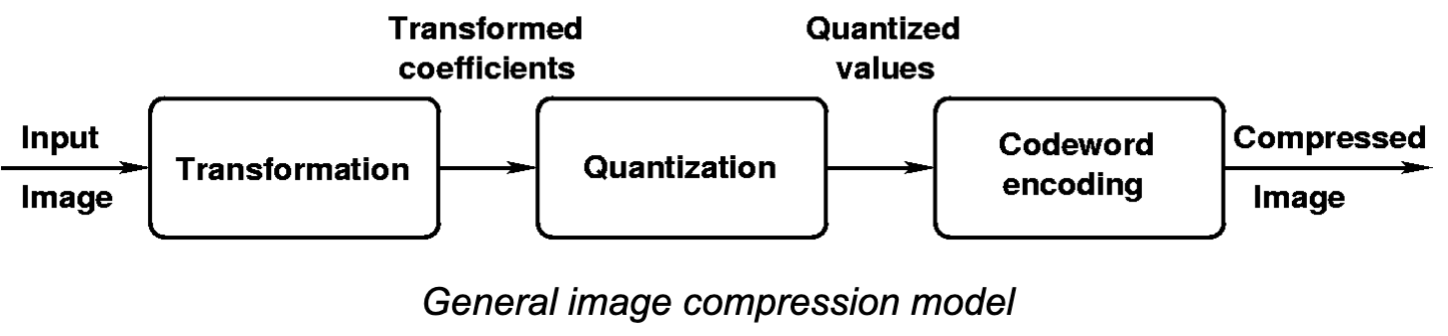 Transformed
coefficients
Quantized
values
Input
Image
Transformation
Quantization
Codeword
encoding
Compressed
Image
General image compression model